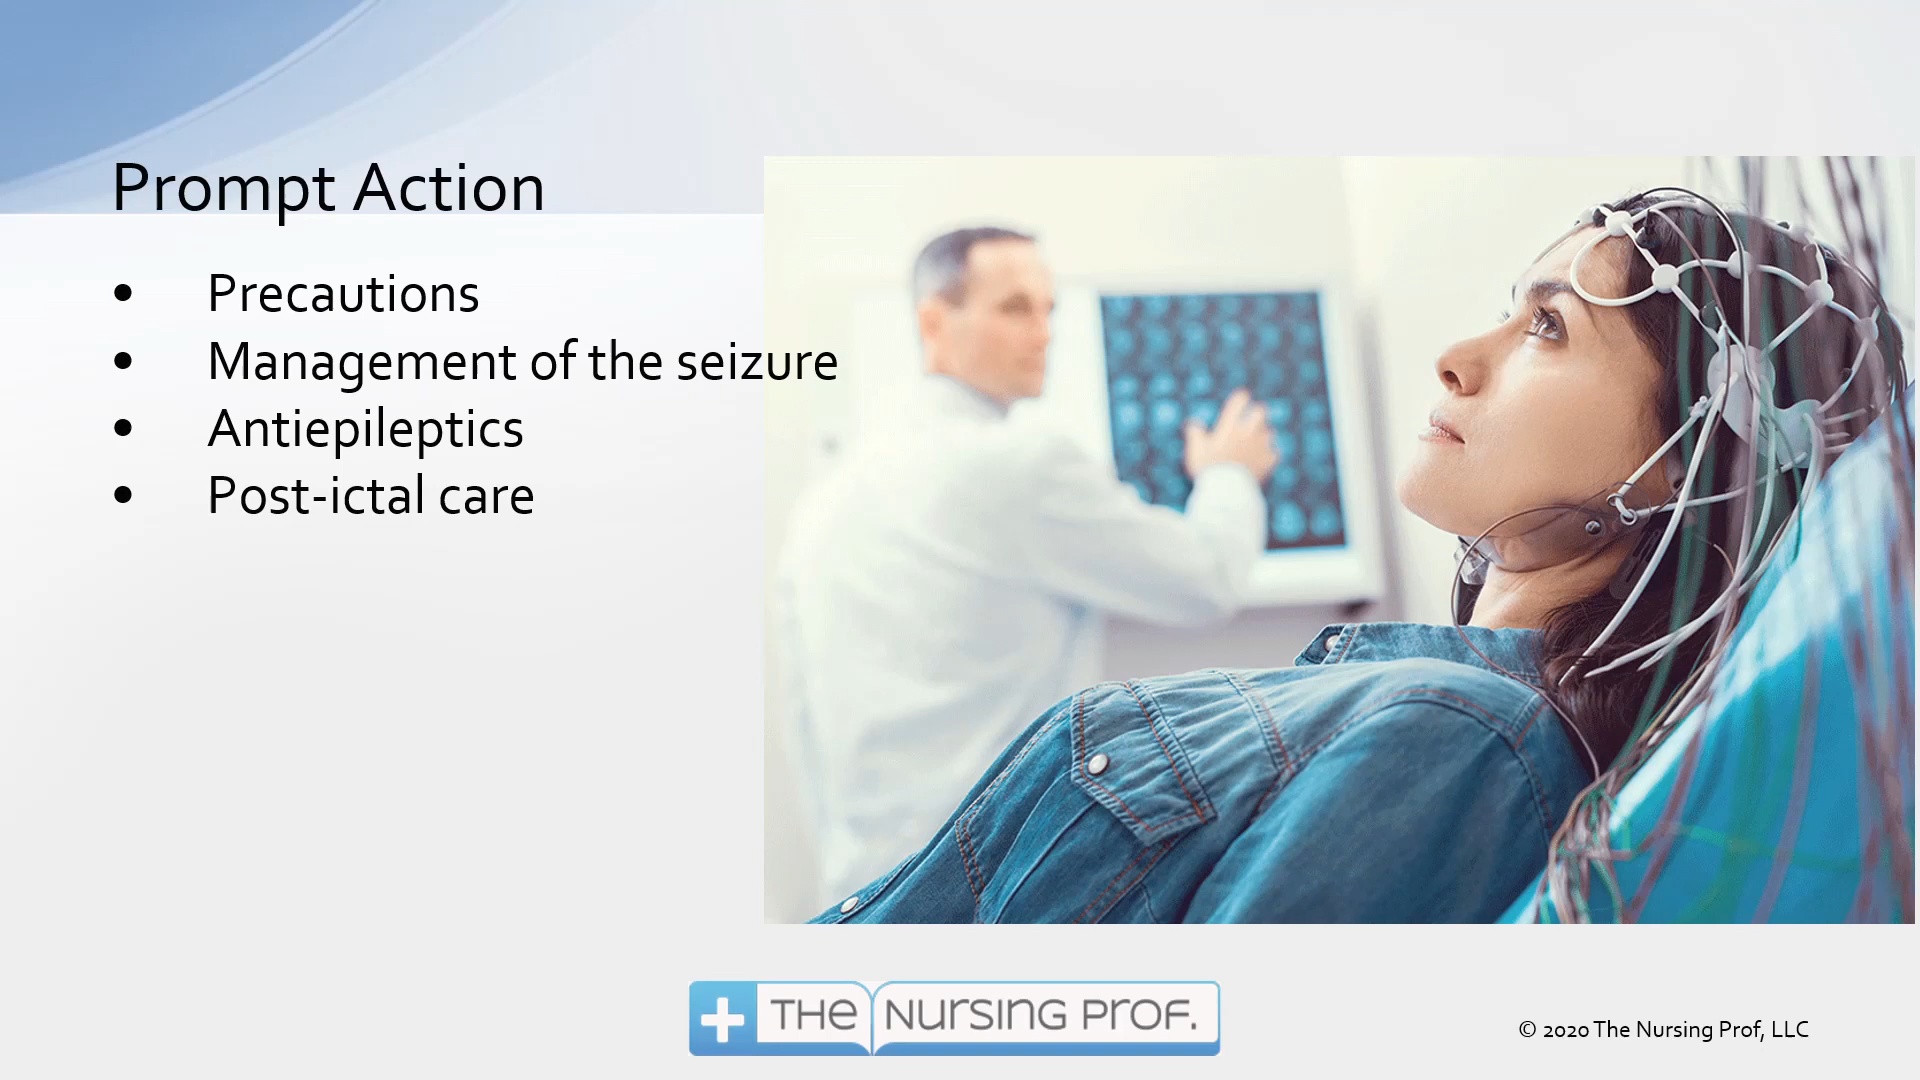 Prompt Action
• Precautions
• Management of the seizure
• Antiepileptics
• Post-ictal care
THE NURSING PROF.
© 2020 The Nursing Prof, LLC